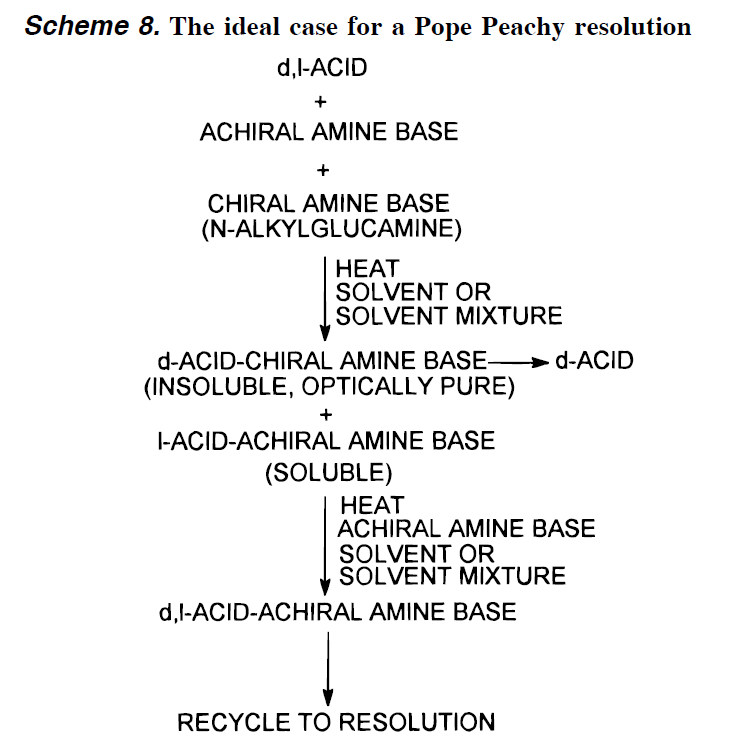 Scheme 8. The ideal case for a Pope Peachy resolution
d,l-ACID
+
ACHIRAL AMINE BASE
+
CHIRAL AMINE BASE
(N-ALKYLGLUCAMINE)
HEAT
SOLVENT OR
SOLVENT MIXTURE
d-ACID-CHIRAL AMINE BASE d-ACID
(INSOLUBLE, OPTICALLY PURE)
+
l-ACID-ACHIRAL AMINE BASE
(SOLUBLE)
HEAT
ACHIRAL AMINE BASE
SOLVENT OR
SOLVENT MIXTURE
d,l-ACID-ACHIRAL AMINE BASE
RECYCLE TO RESOLUTION